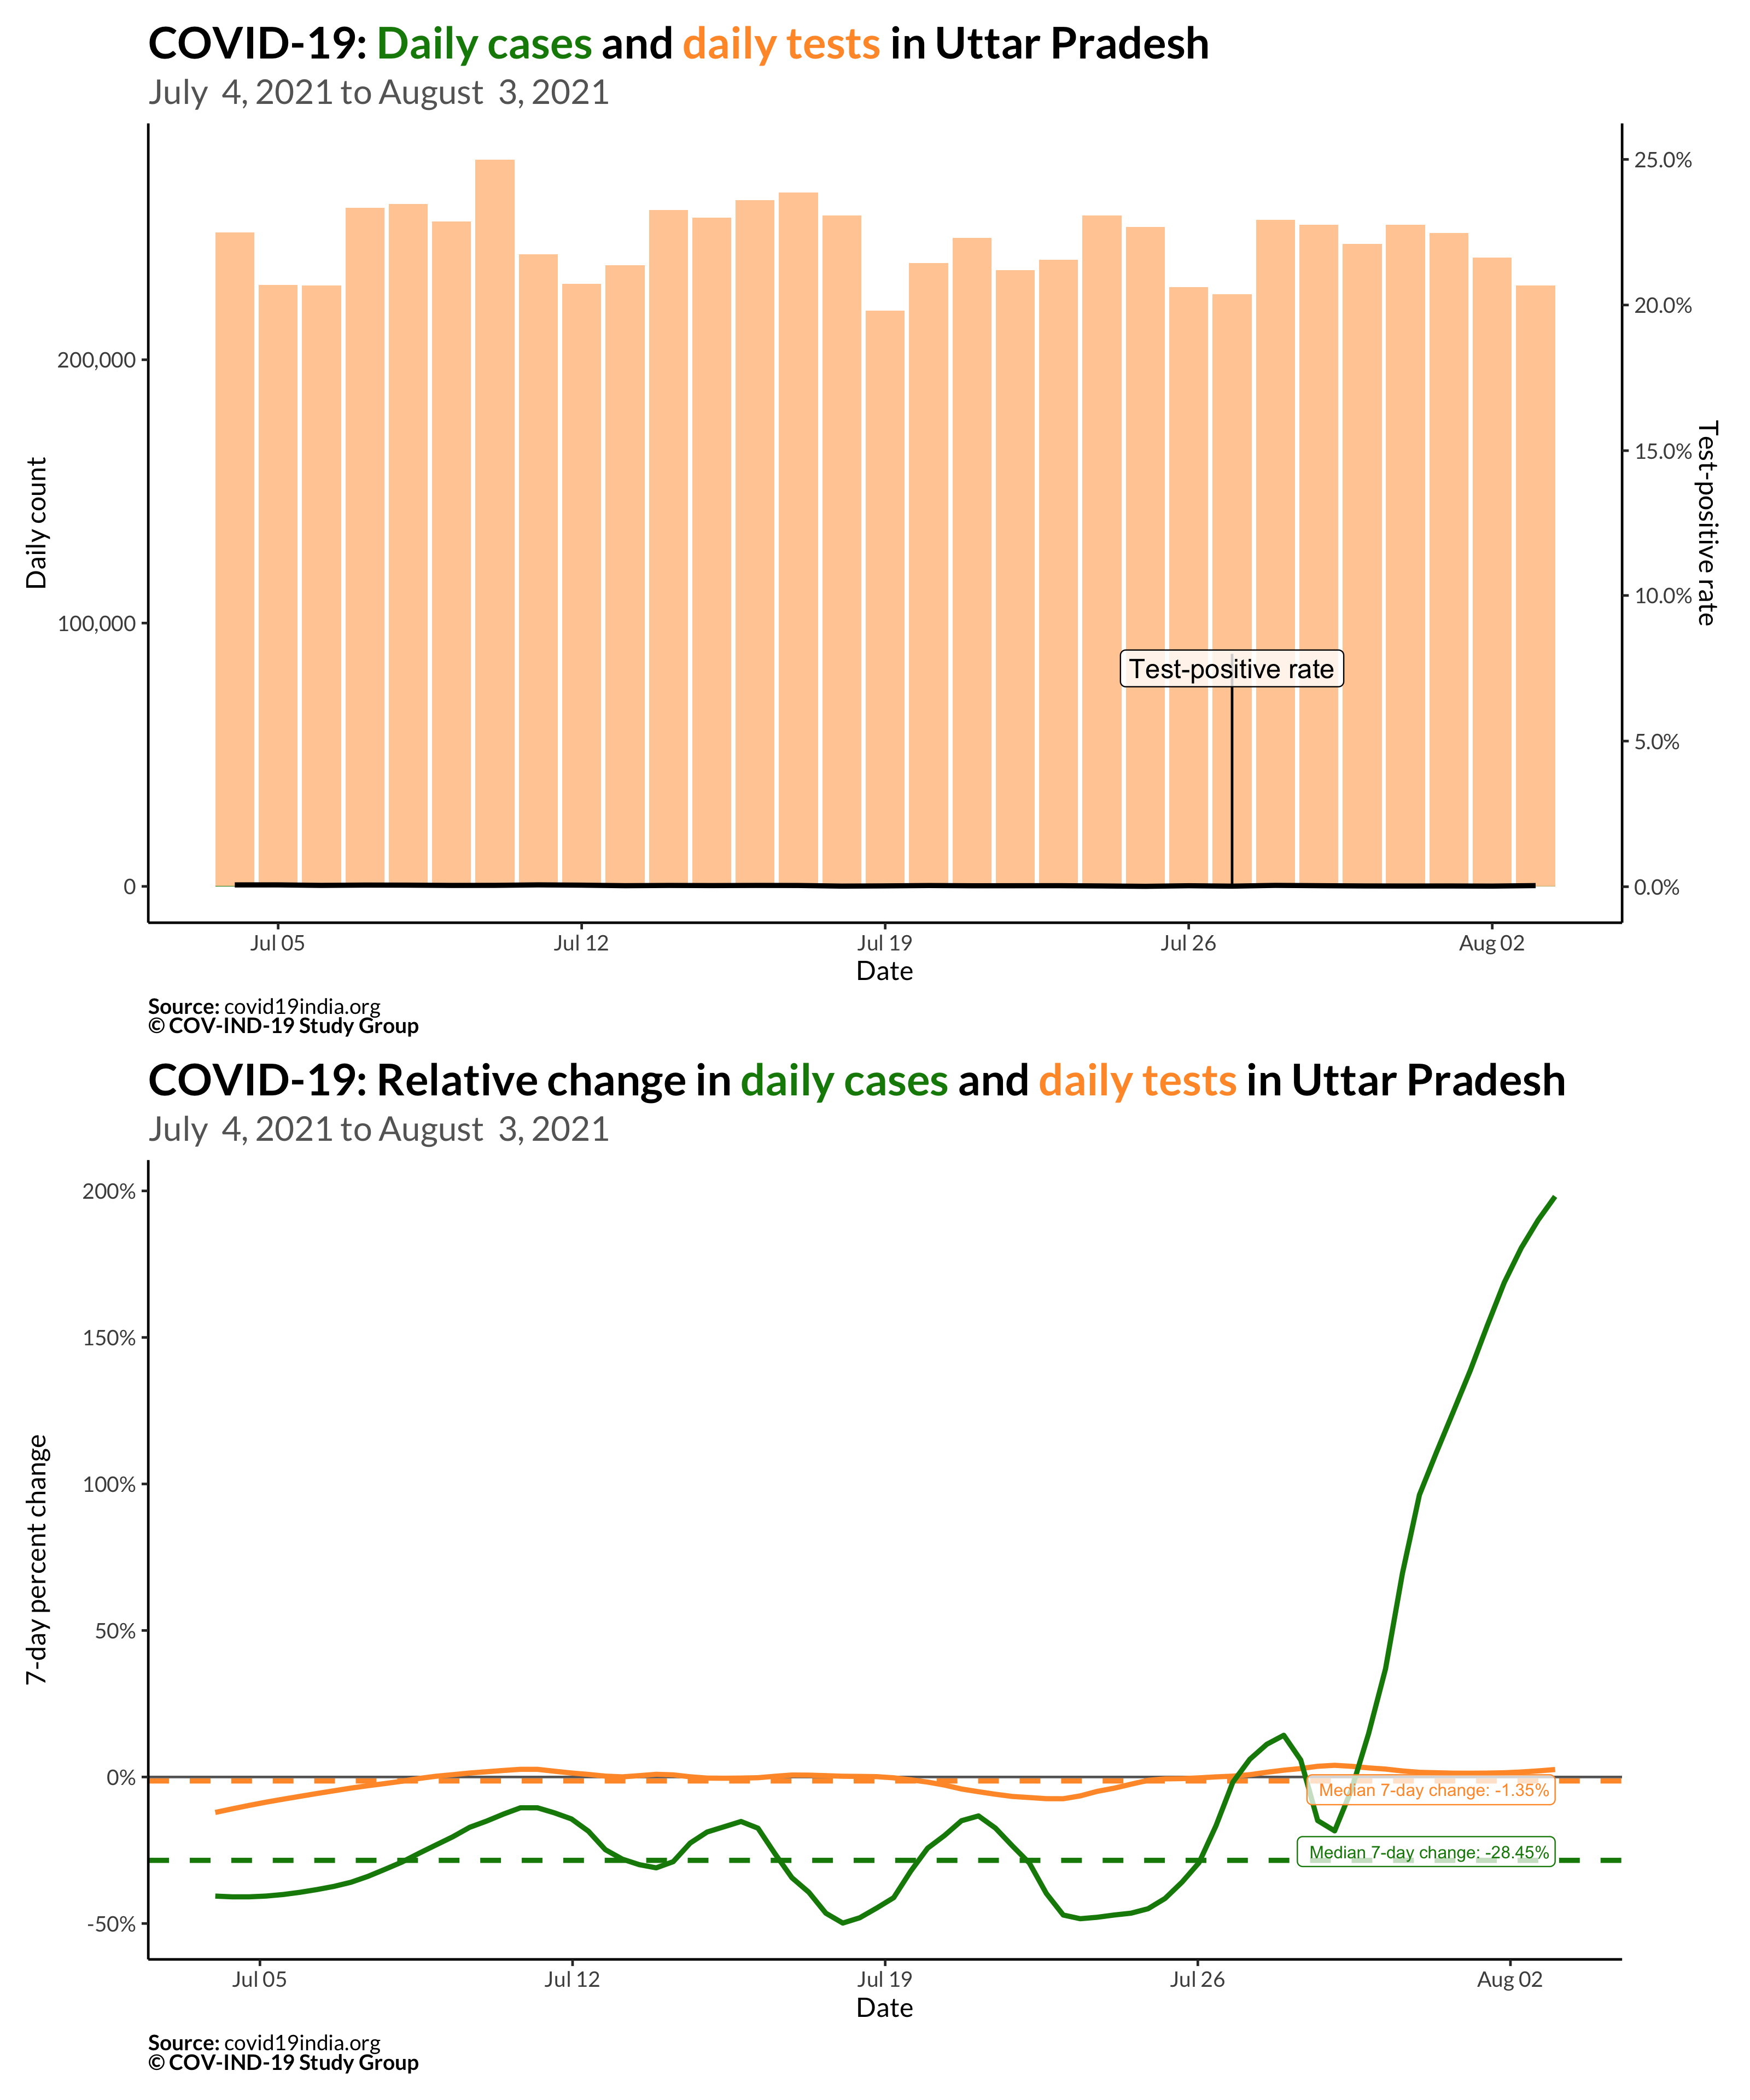 COVID-19: Daily cases and daily tests in Uttar Pradesh
July  4, 2021 to August  3, 2021
Daily count
200,000
100,000
0
25.0%
20.0%
15.0%
10.0%
5.0%
0.0%
Test-positive rate
Test-positive rate
Jul 05
Jul 12
Jul 19
Jul 26
Aug 02
Date
Source: covid19india.org
© COV-IND-19 Study Group
COVID-19: Relative change in daily cases and daily tests in Uttar Pradesh
July  4, 2021 to August  3, 2021
7-day percent change
200%
150%
100%
50%
0%
-50%
Median 7-day change: -1.35%
Median 7-day change: -28.45%
Jul 05
Jul 12
Jul 19
Jul 26
Aug 02
Date
Source: covid19india.org
© COV-IND-19 Study Group